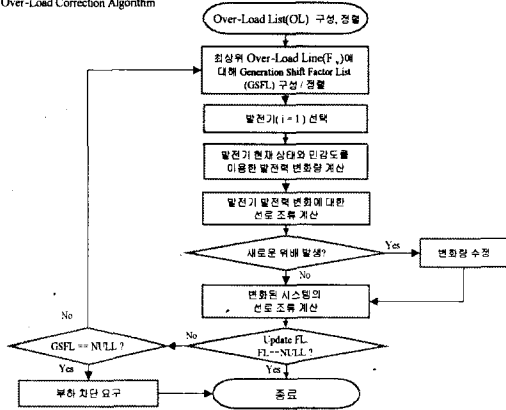 Over-Load Correction Algorithm
Over-Load List(OL) 구성, 정렬
최상위 Over-Load Line(F )에
대해 Generation Shift Factor List
(GSFL) 구성 / 정렬
발전기( i = 1 ) 선택
발전기 현재 상태와 민감도를
이용한 발전력 변화량 계산
발전기 발전력 변화에 대한
선로 조류 계산
새로운 위배 발생?
Yes
변화량 수정
No
변화된 시스템의
선로 조류 계산
No
GSFL == NULL ?
No
Update FL.
FL==NULL ?
Yes
Yes
부하 차단 요구
종료